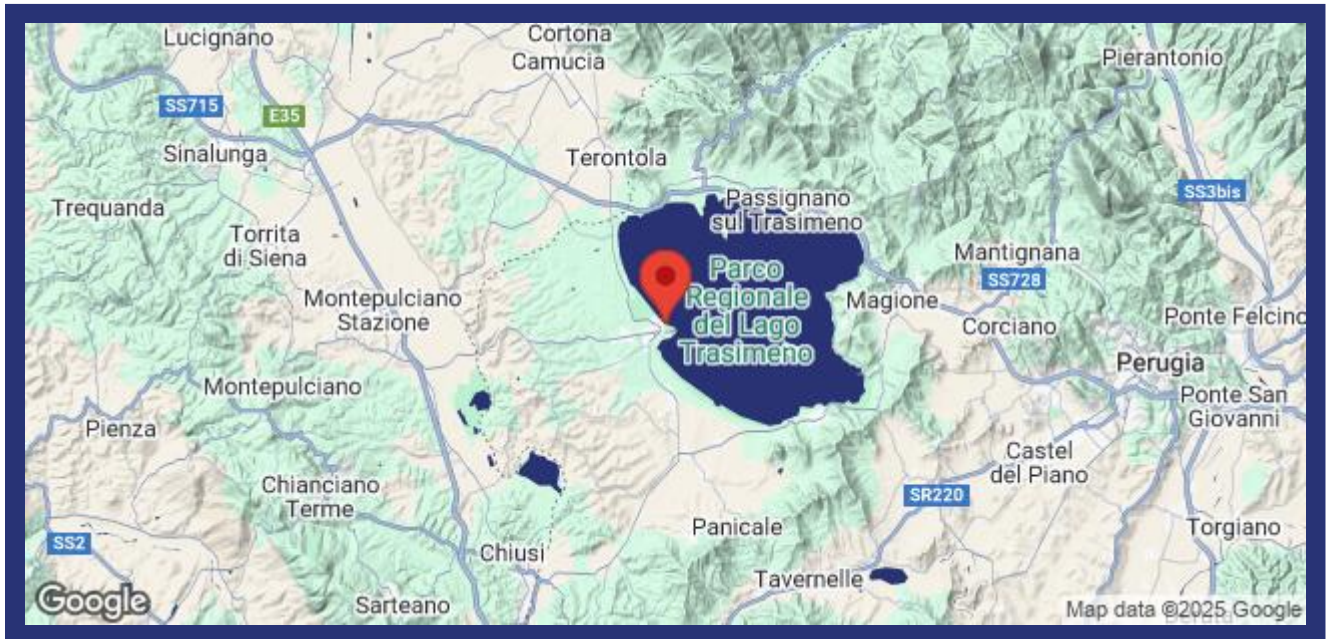 Lucignano
Cortona
Camucia
Pierantonio
SS715
E35
Sinalunga
Terontola
SS3bis
Trequanda
Passignano
sul Trasimeno
Torrita
di Siena
Mantignana
SS728
Parco
Regionale
del Lago
Trasimeno
Montepulciano
Stazione
Magione
Corciano
Ponte Felcino
Perugia
Montepulciano
Ponte San
Giovanni
Pienza
Castel
del Piano
Chianciano
Terme
SR220
Panicale
Torgiano
SS2
Chiusi
Tavernelle
Google
Sarteano
Map data ©2025 Google